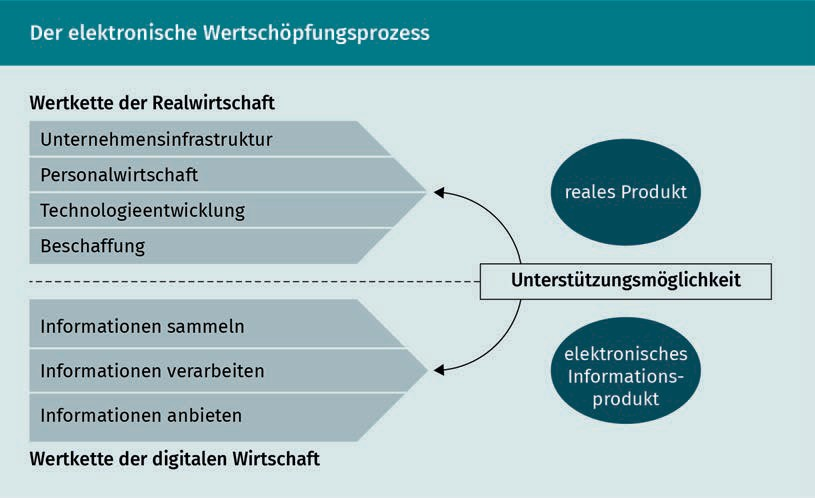 Der elektronische Wertschöpfungsprozess
Wertkette der Realwirtschaft
Unternehmensinfrastruktur
Personalwirtschaft
Technologieentwicklung
Beschaffung
reales Produkt
Unterstützungsmöglichkeit
Informationen sammeln
Informationen verarbeiten
Informationen anbieten
elektronisches
Informations-
produkt
Wertkette der digitalen Wirtschaft